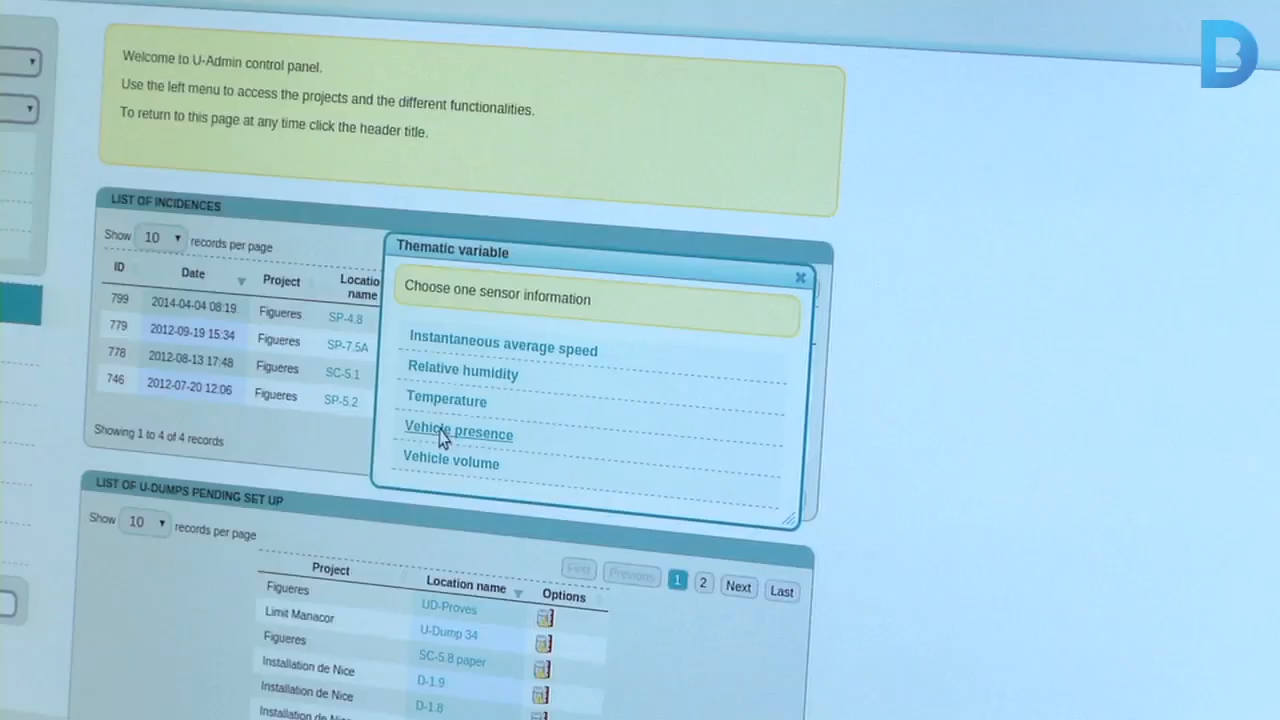 B
Welcome to U-Admin control panel.
Use the left menu to access the projects and the different functionalities.
To return to this page at any time click the header title.
LIST OF INCIDENCES
Show 10 records per page
ID Date Project Locatio
name
799 2014-04-04 08:19 Figueres SP-4.8
779 2012-09-19 15:34 Figueres SP-7.5A
778 2012-08-13 17:48 Figueres SC-5.1
746 2012-07-20 12:06 Figueres SP-5.2
Showing 1 to 4 of 4 records
Thematic variable
Choose one sensor information
Instantaneous average speed
Relative humidity
Temperature
Vehicle presence
Vehicle volume
LIST OF U-DUMPS PENDING SET UP
Show 10 records per page
First Previous 1 2 Next Last
Project Location name Options
Figueres UD-Proves
Limit Manacor U-Dump 34
Figueres SC-5.8 paper
Installation de Nice D-1.9
Installation de Nice D-1.8
Installation de Nice